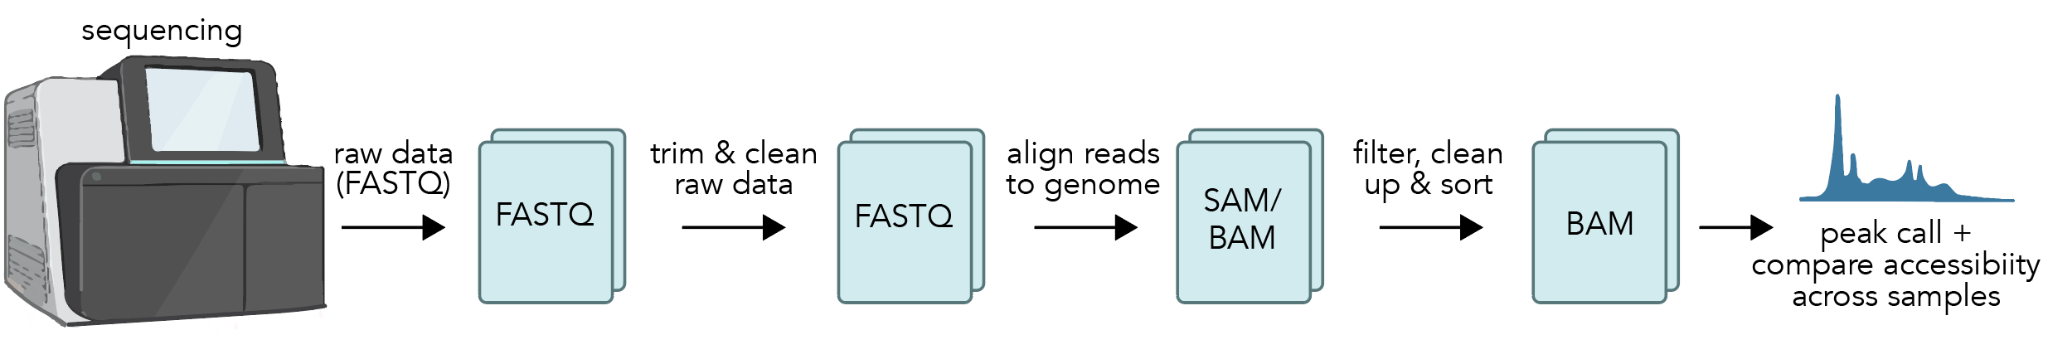 sequencing
raw data
(FASTQ)
FASTQ
trim & clean
raw data
FASTQ
align reads
to genome
SAM/
BAM
filter, clean
up & sort
BAM
peak call +
compare accessibiity
across samples